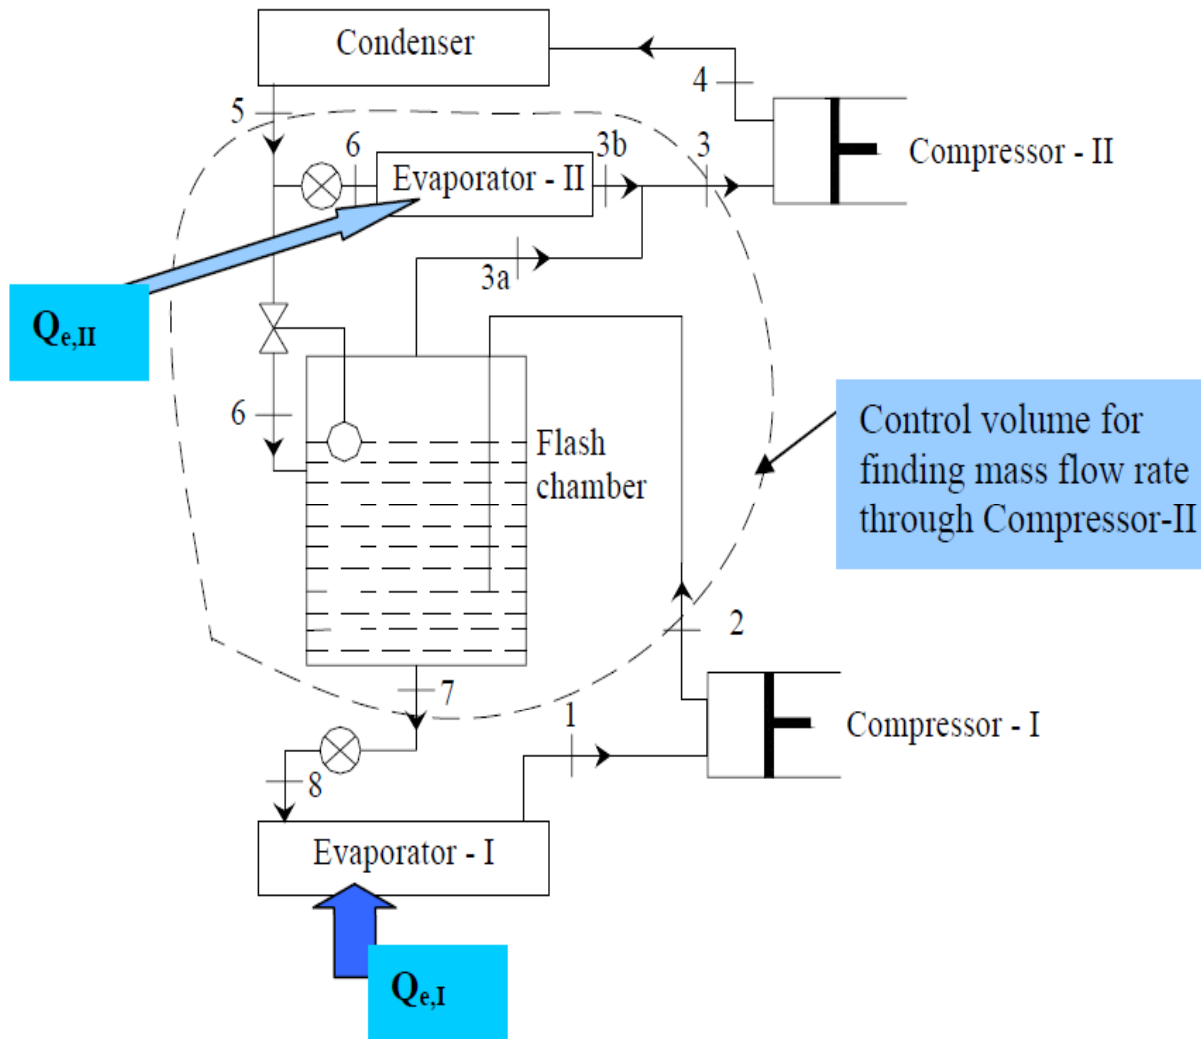 Condenser
4
5
Compressor - II
6
3b
3
Evaporator - II
3a
Qe,II
6
Flash
chamber
Control volume for
finding mass flow rate
through Compressor-II
2
7
1
Compressor - I
8
Evaporator - I
Qe,I